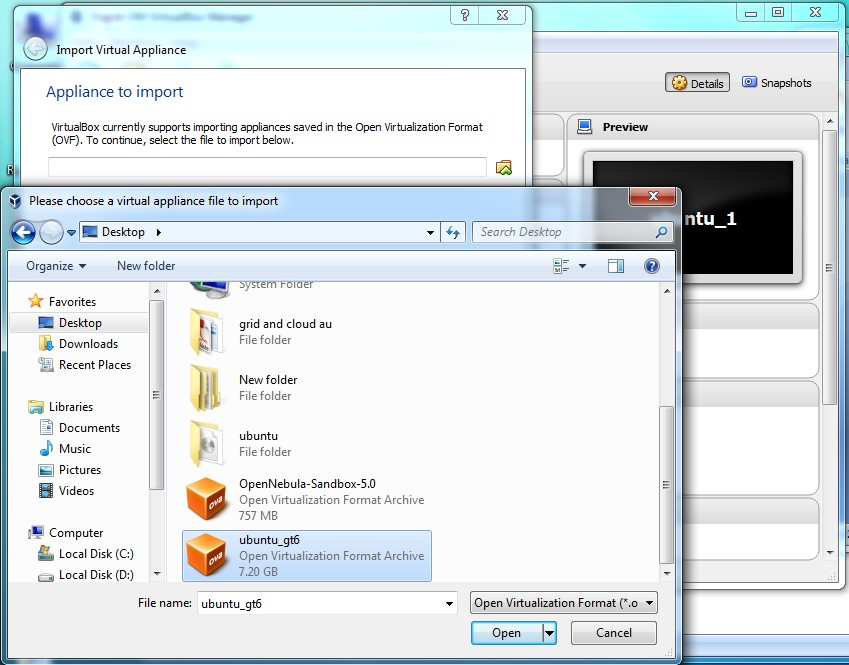 Import Virtual Appliance
Appliance to import
VirtualBox currently supports importing appliances saved in the Open Virtualization Format
(OVF). To continue, select the file to import below.
Details
Snapshots
Preview
ntu_1
Please choose a virtual appliance file to import
Desktop
Search Desktop
Organize
New folder
Favorites
Desktop
Downloads
Recent Places
Libraries
Documents
Music
Pictures
Videos
Computer
Local Disk (C:)
Local Disk (D:)
System Folder
grid and cloud au
File folder
New folder
File folder
ubuntu
File folder
OVA
OpenNebula-Sandbox-5.0
Open Virtualization Format Archive
757 MB
OVA
ubuntu_gt6
Open Virtualization Format Archive
7.20 GB
File name:
ubuntu_gt6
Open Virtualization Format (*.o
Open
Cancel